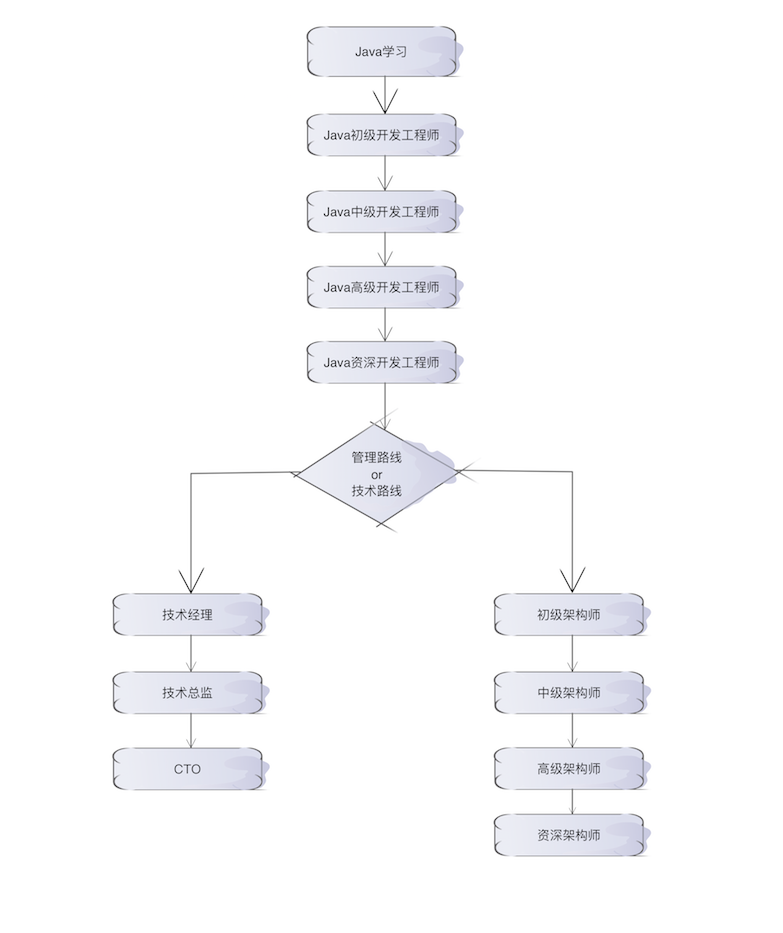 Java学习
Java初级开发工程师
Java中级开发工程师
Java高级开发工程师
Java资深开发工程师
管理路线
or
技术路线
技术经理
技术总监
CTO
初级架构师
中级架构师
高级架构师
资深架构师